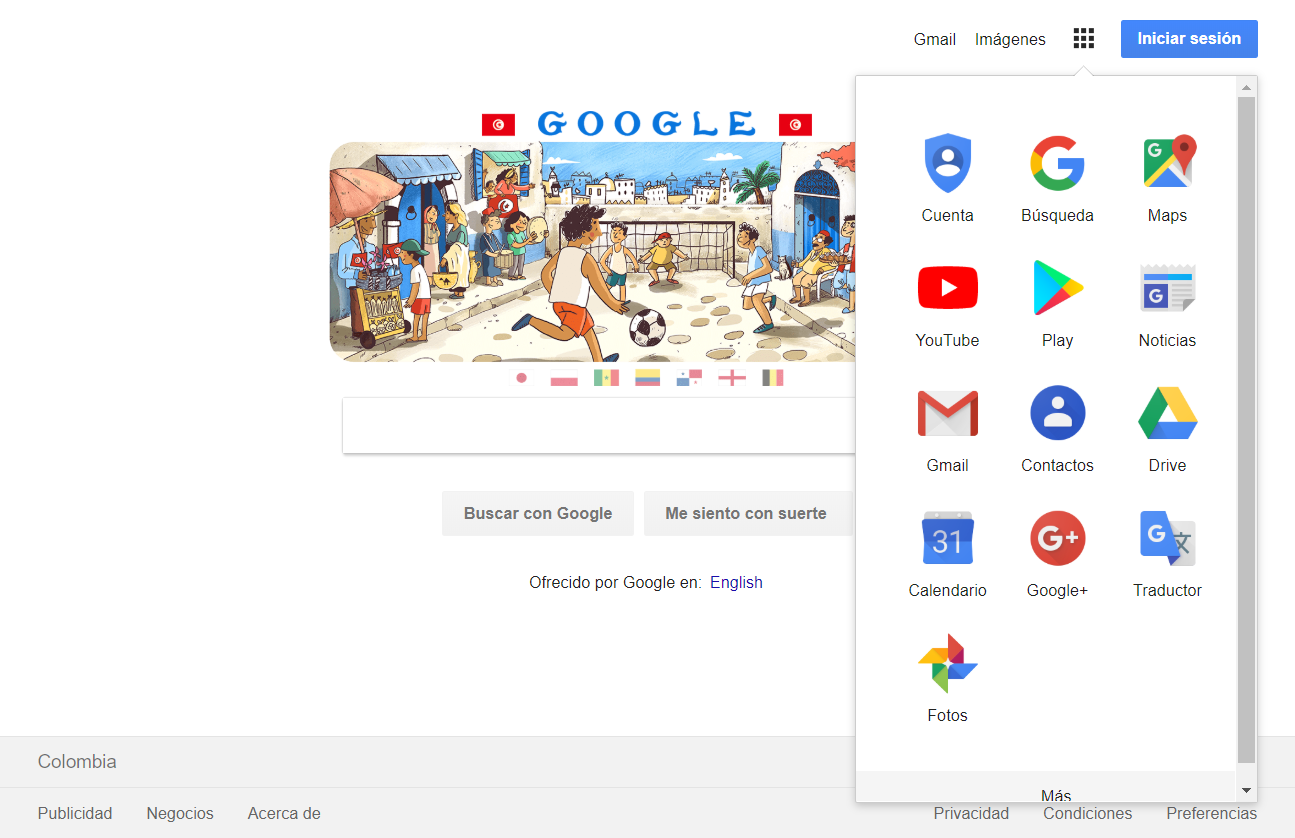 Gmail Imágenes Iniciar sesión
GOOGLE
Cuenta Búsqueda Maps
YouTube Play Noticias
Gmail Contactos Drive
31
Calendario Google+ Traductor
Fotos
Más
Buscar con Google Me siento con suerte
Ofrecido por Google en: English
Colombia
Publicidad Negocios Acerca de Privacidad Condiciones Preferencias